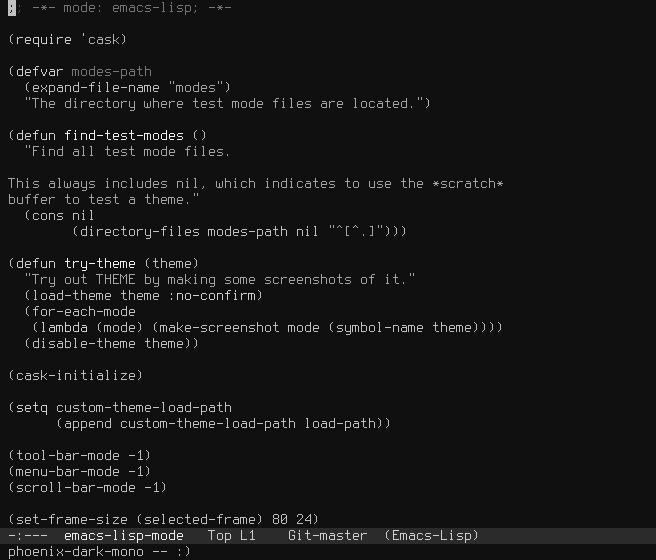 ;; -*- mode: emacs-lisp; -*-

(require 'cask)

(defvar modes-path
  (expand-file-name "modes")
  "The directory where test mode files are located.")

(defun find-test-modes ()
  "Find all test mode files.

This always includes nil, which indicates to use the *scratch*
buffer to test a theme."
  (cons nil
        (directory-files modes-path nil "^[^.]")))

(defun try-theme (theme)
  "Try out THEME by making some screenshots of it."
  (load-theme theme :no-confirm)
  (for-each-mode
   (lambda (mode) (make-screenshot mode (symbol-name theme))))
  (disable-theme theme))

(cask-initialize)

(setq custom-theme-load-path
      (append custom-theme-load-path load-path))

(tool-bar-mode -1)
(menu-bar-mode -1)
(scroll-bar-mode -1)

(set-frame-size (selected-frame) 80 24)
-:---  emacs-lisp-mode   Top L1    Git-master  (Emacs-Lisp)
phoenix-dark-mono -- :)